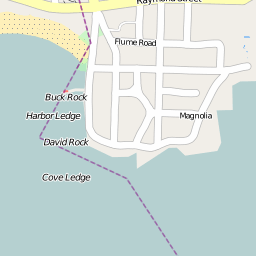 Raymond Street
Flume Road
Buck Rock
Harbor Ledge
Magnolia
David Rock
Cove Ledge